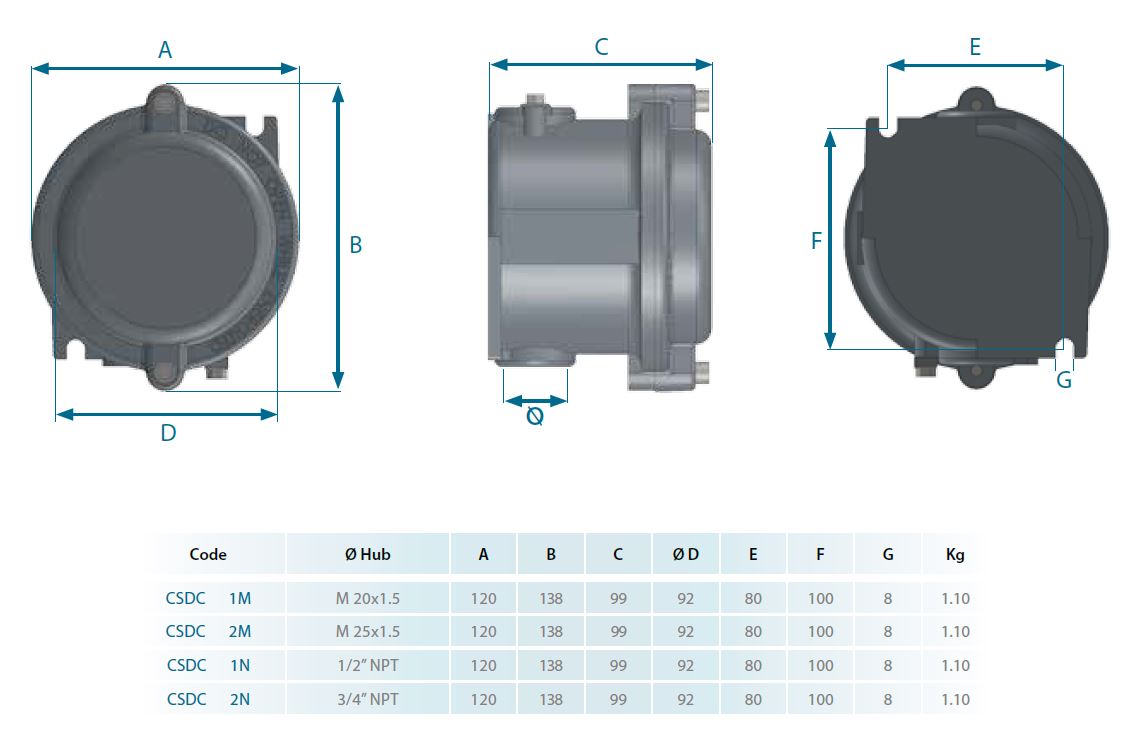 A
C
E
B
F
G
Ø
D
Code Ø Hub A B C Ø D E F G Kg
CSDC 1M M 20x1.5 120 138 99 92 80 100 8 1.10
CSDC 2M M 25x1.5 120 138 99 92 80 100 8 1.10
CSDC 1N 1/2” NPT 120 138 99 92 80 100 8 1.10
CSDC 2N 3/4” NPT 120 138 99 92 80 100 8 1.10